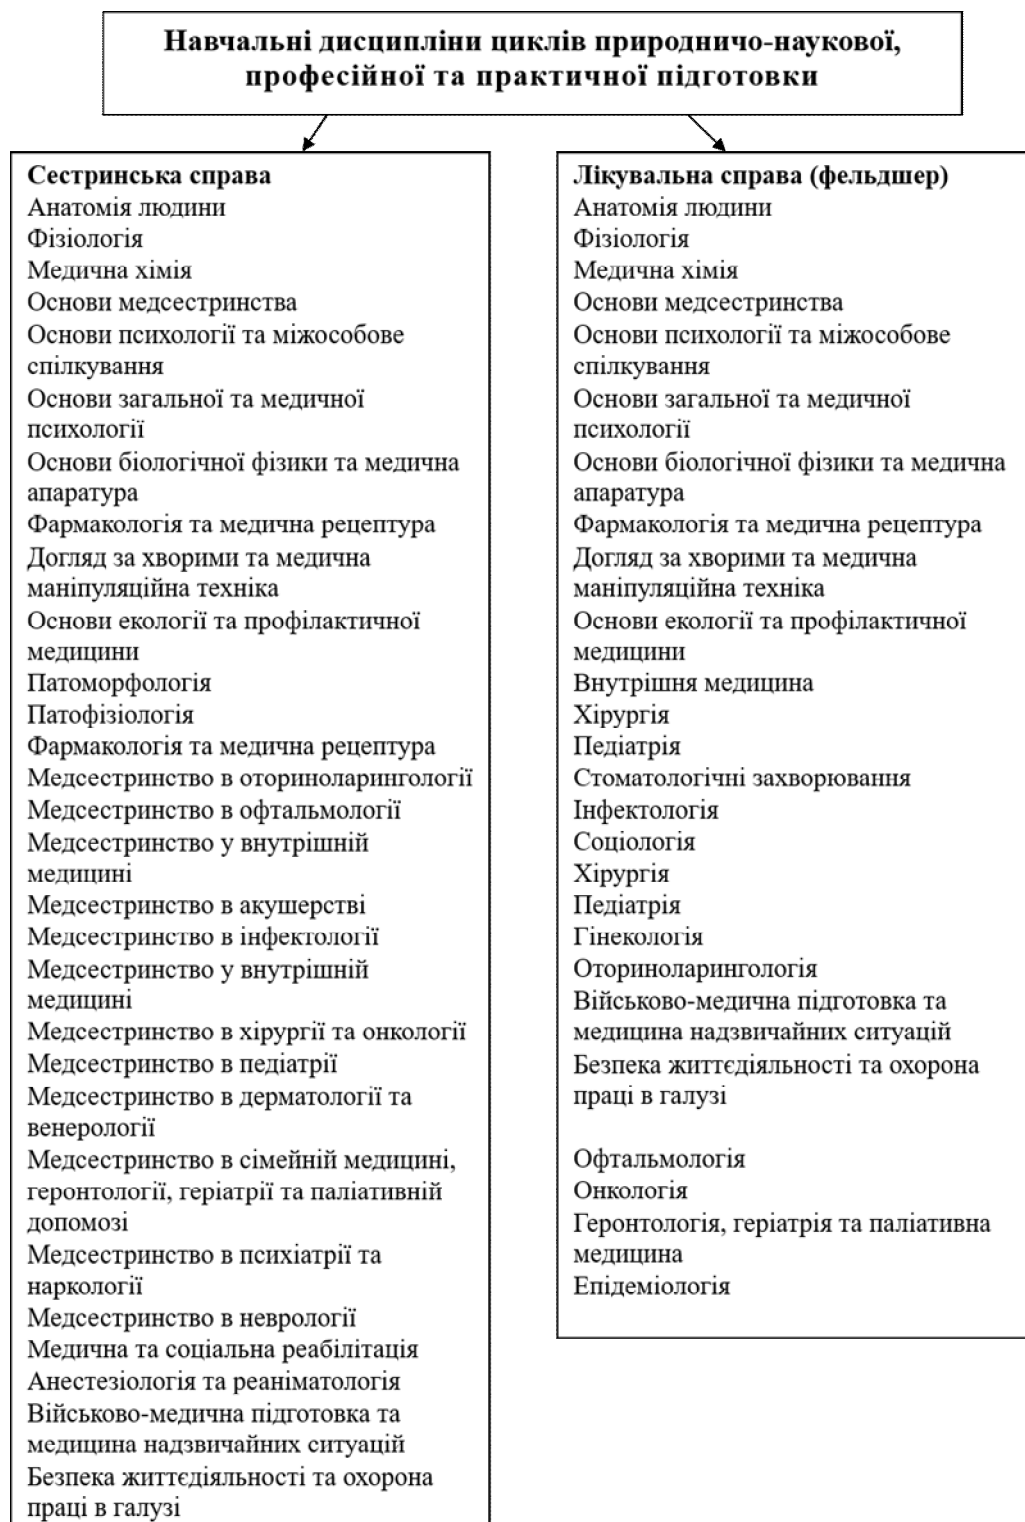 Навчальні дисципліни циклів природничо-наукової,
професійної та практичної підготовки
Сестринська справа
Анатомія людини
Фізіологія
Медична хімія
Основи медсестринства
Основи психології та міжособове
спілкування
Основи загальної та медичної
психології
Основи біологічної фізики та медична
апаратура
Фармакологія та медична рецептура
Догляд за хворими та медична
маніпуляційна техніка
Основи екології та профілактичної
медицини
Патоморфологія
Патофізіологія
Фармакологія та медична рецептура
Медсестринство в оториноларингології
Медсестринство в офтальмології
Медсестринство у внутрішній
медицині
Медсестринство в акушерстві
Медсестринство в інфектології
Медсестринство у внутрішній
медицині
Медсестринство в хірургії та онкології
Медсестринство в педіатрії
Медсестринство в дерматології та
венерології
Медсестринство в сімейній медицині,
геронтології, геріатрії та паліативній
допомозі
Медсестринство в психіатрії та
наркології
Медсестринство в неврології
Медична та соціальна реабілітація
Анестезіологія та реаніматологія
Військово-медична підготовка та
медицина надзвичайних ситуацій
Безпека життєдіяльності та охорона
праці в галузі
Лікувальна справа (фельдшер)
Анатомія людини
Фізіологія
Медична хімія
Основи медсестринства
Основи психології та міжособове
спілкування
Основи загальної та медичної
психології
Основи біологічної фізики та медична
апаратура
Фармакологія та медична рецептура
Догляд за хворими та медична
маніпуляційна техніка
Основи екології та профілактичної
медицини
Внутрішня медицина
Хірургія
Педіатрія
Стоматологічні захворювання
Інфектологія
Соціологія
Хірургія
Педіатрія
Гінекологія
Оториноларингологія
Військово-медична підготовка та
медицина надзвичайних ситуацій
Безпека життєдіяльності та охорона
праці в галузі
Офтальмологія
Онкологія
Геронтологія, геріатрія та паліативна
медицина
Епідеміологія